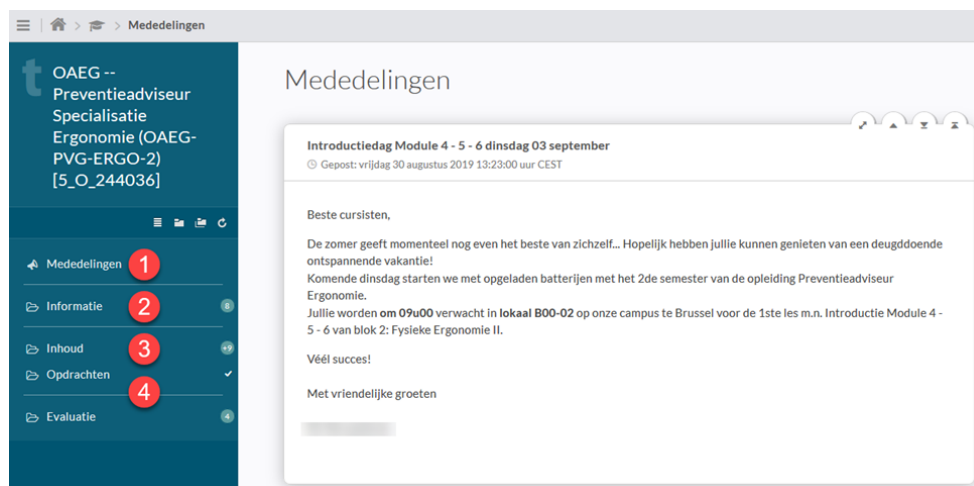 Mededelingen
t
OAEG --
Preventieadviseur
Specialisatie
Ergonomie (OAEG-
PVG-ERGO-2)
[5_O_244036]
Mededelingen 1
Informatie 2 8
Inhoud 3 +9
Opdrachten
4
Evaluatie 4
Mededelingen
Introductiedag Module 4 - 5 - 6 dinsdag 03 september
Gepost: vrijdag 30 augustus 2019 13:23:00 uur CEST
Beste cursisten,
De zomer geeft momenteel nog even het beste van zichzelf... Hopelijk hebben jullie kunnen genieten van een deugddoende
ontspannende vakantie!
Komende dinsdag starten we met opgeladen batterijen met het 2de semester van de opleiding Preventieadviseur
Ergonomie.
Jullie worden om 09u00 verwacht in lokaal B00-02 op onze campus te Brussel voor de 1ste les m.n. Introductie Module 4 -
5 - 6 van blok 2: Fysieke Ergonomie II.
Véél succes!
Met vriendelijke groeten